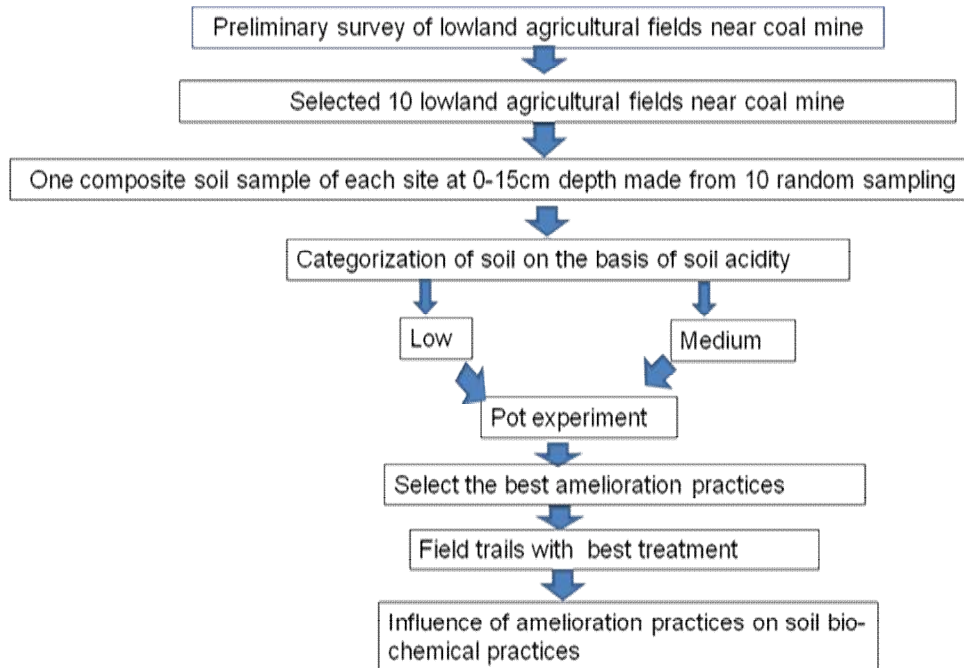 Preliminary survey of lowland agricultural fields near coal mine
Selected 10 lowland agricultural fields near coal mine
One composite soil sample of each site at 0-15cm depth made from 10 random sampling
Categorization of soil on the basis of soil acidity
Low
Medium
Pot experiment
Select the best amelioration practices
Field trails with best treatment
Influence of amelioration practices on soil bio-
chemical practices